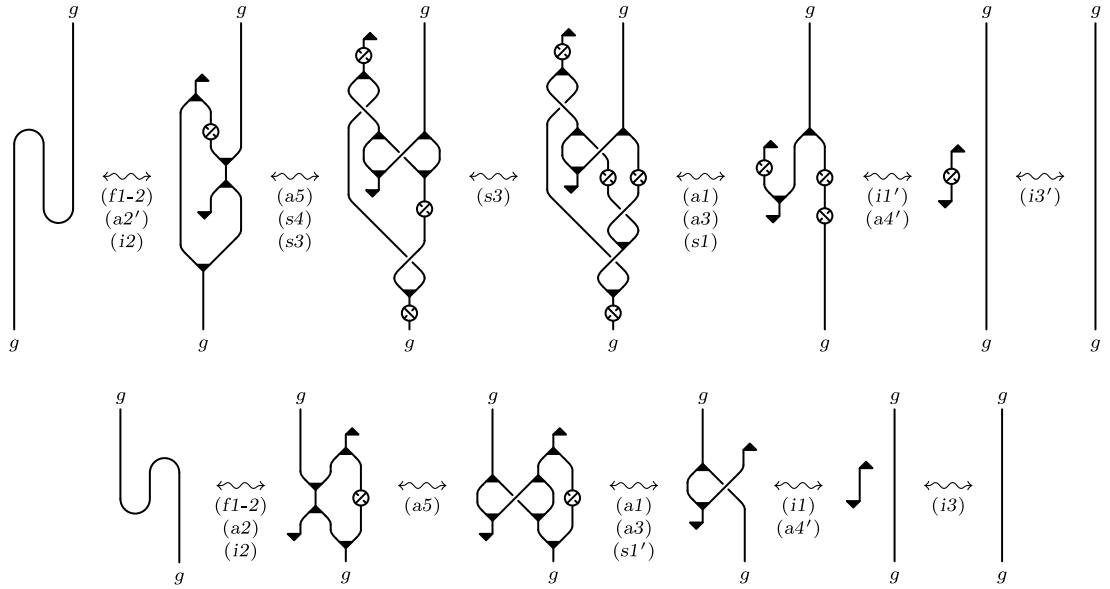 g g g g g g g
(f1-2) (a5) (s3) (a1) (i1′) (i3′)
(a2′) (s4) (a3) (a4′)
(i2) (s3) (s1)
g g g g g g g
g g g g g g
(f1-2) (a5) (a1) (i1) (i3)
(a2) (a3) (a4′)
(i2) (s1′)
g g g g g g